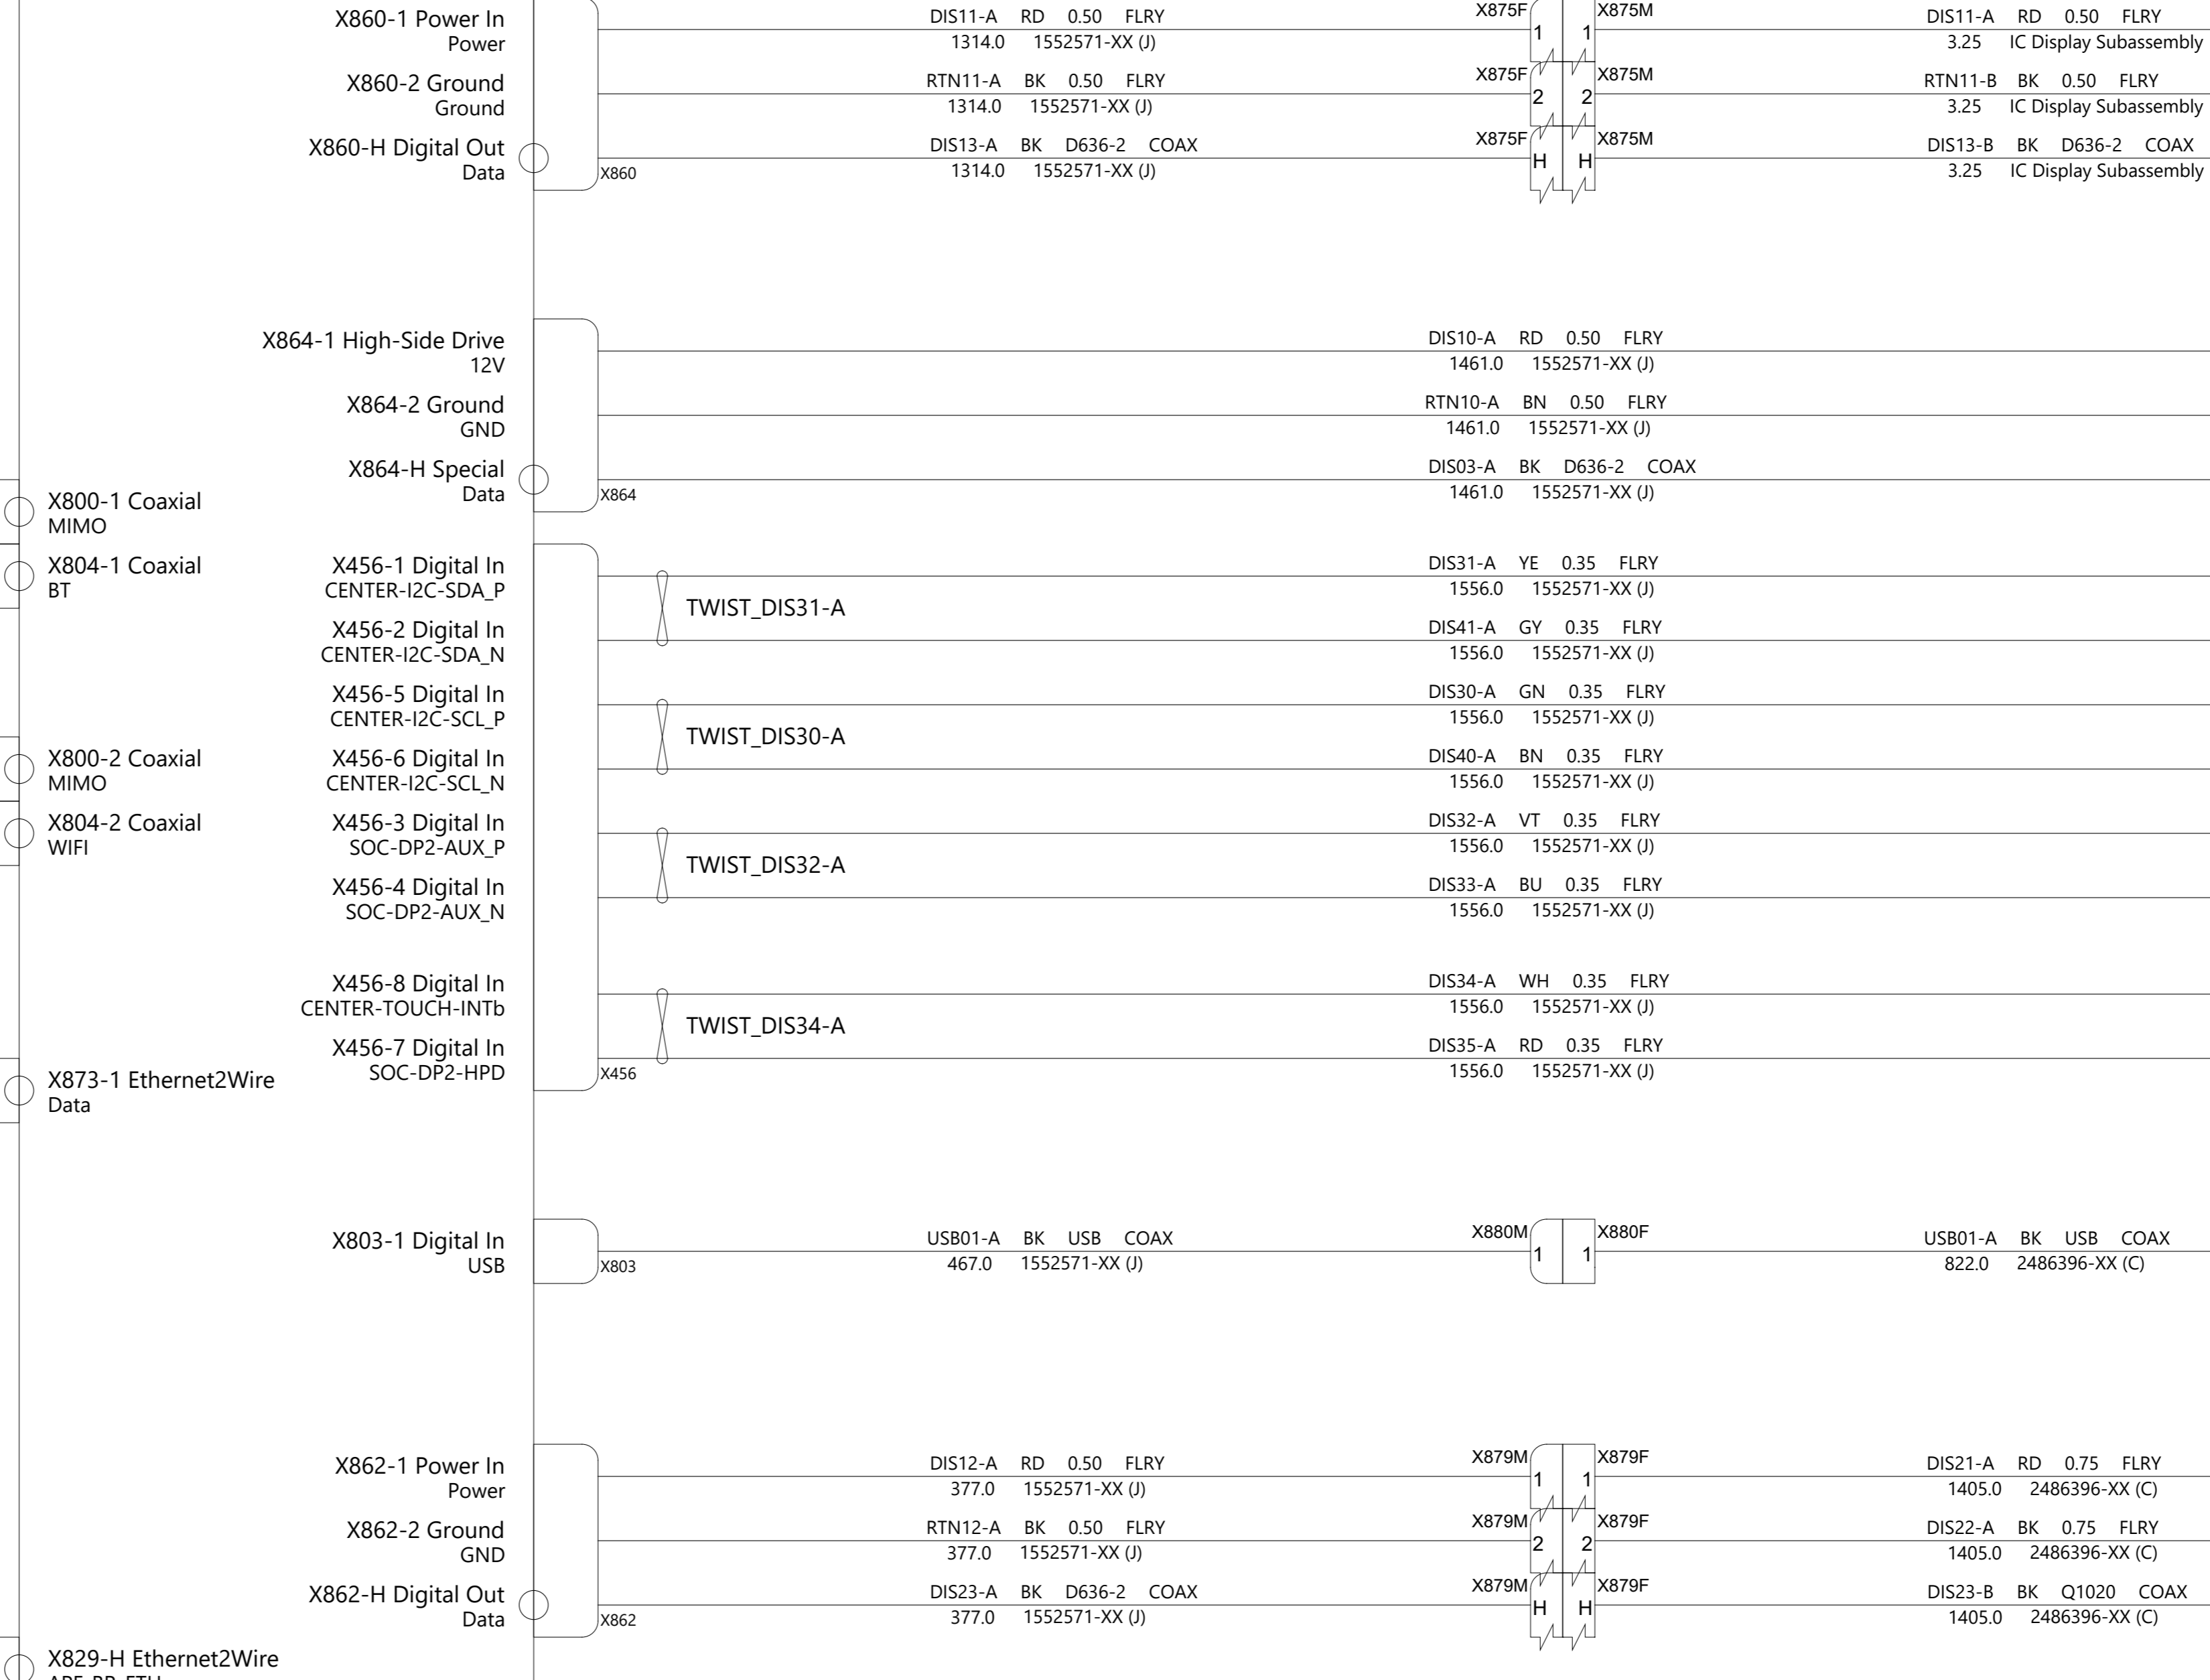 X860-1 Power In
Power
DIS11-A RD 0.50 FLRY
1314.0 1552571-XX (J)
X875F 1 1 X875M
DIS11-A RD 0.50 FLRY
3.25 IC Display Subassembly
X860-2 Ground
Ground
RTN11-A BK 0.50 FLRY
1314.0 1552571-XX (J)
X875F 2 2 X875M
RTN11-B BK 0.50 FLRY
3.25 IC Display Subassembly
X860-H Digital Out
Data
X860
DIS13-A BK D636-2 COAX
1314.0 1552571-XX (J)
X875F H H X875M
DIS13-B BK D636-2 COAX
3.25 IC Display Subassembly
X864-1 High-Side Drive
12V
DIS10-A RD 0.50 FLRY
1461.0 1552571-XX (J)
X864-2 Ground
GND
RTN10-A BN 0.50 FLRY
1461.0 1552571-XX (J)
X864-H Special
Data
X864
DIS03-A BK D636-2 COAX
1461.0 1552571-XX (J)
X800-1 Coaxial
MIMO
X804-1 Coaxial
BT
X456-1 Digital In
CENTER-I2C-SDA_P
DIS31-A YE 0.35 FLRY
1556.0 1552571-XX (J)
TWIST_DIS31-A
X456-2 Digital In
CENTER-I2C-SDA_N
DIS41-A GY 0.35 FLRY
1556.0 1552571-XX (J)
X456-5 Digital In
CENTER-I2C-SCL_P
DIS30-A GN 0.35 FLRY
1556.0 1552571-XX (J)
TWIST_DIS30-A
X800-2 Coaxial
MIMO
X456-6 Digital In
CENTER-I2C-SCL_N
DIS40-A BN 0.35 FLRY
1556.0 1552571-XX (J)
X804-2 Coaxial
WIFI
X456-3 Digital In
SOC-DP2-AUX_P
DIS32-A VT 0.35 FLRY
1556.0 1552571-XX (J)
TWIST_DIS32-A
X456-4 Digital In
SOC-DP2-AUX_N
DIS33-A BU 0.35 FLRY
1556.0 1552571-XX (J)
X456-8 Digital In
CENTER-TOUCH-INTb
DIS34-A WH 0.35 FLRY
1556.0 1552571-XX (J)
TWIST_DIS34-A
X456-7 Digital In
SOC-DP2-HPD
X456
DIS35-A RD 0.35 FLRY
1556.0 1552571-XX (J)
X873-1 Ethernet2Wire
Data
X803-1 Digital In
USB
X803
USB01-A BK USB COAX
467.0 1552571-XX (J)
X880M 1 1 X880F
USB01-A BK USB COAX
822.0 2486396-XX (C)
X862-1 Power In
Power
DIS12-A RD 0.50 FLRY
377.0 1552571-XX (J)
X879M 1 1 X879F
DIS21-A RD 0.75 FLRY
1405.0 2486396-XX (C)
X862-2 Ground
GND
RTN12-A BK 0.50 FLRY
377.0 1552571-XX (J)
X879M 2 2 X879F
DIS22-A BK 0.75 FLRY
1405.0 2486396-XX (C)
X862-H Digital Out
Data
X862
DIS23-A BK D636-2 COAX
377.0 1552571-XX (J)
X879M H H X879F
DIS23-B BK Q1020 COAX
1405.0 2486396-XX (C)
X829-H Ethernet2Wire